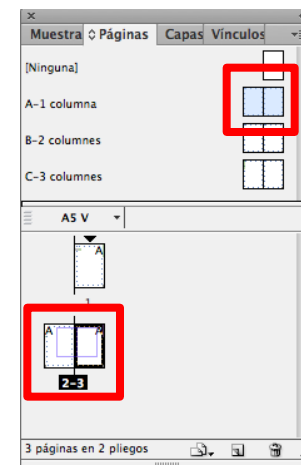 Muestra Páginas Capas Vínculos
[Ninguna]
A-1 columna
B-2 columnes
C-3 columnes
A5 V
A
1
A A
2-3
3 páginas en 2 pliegos